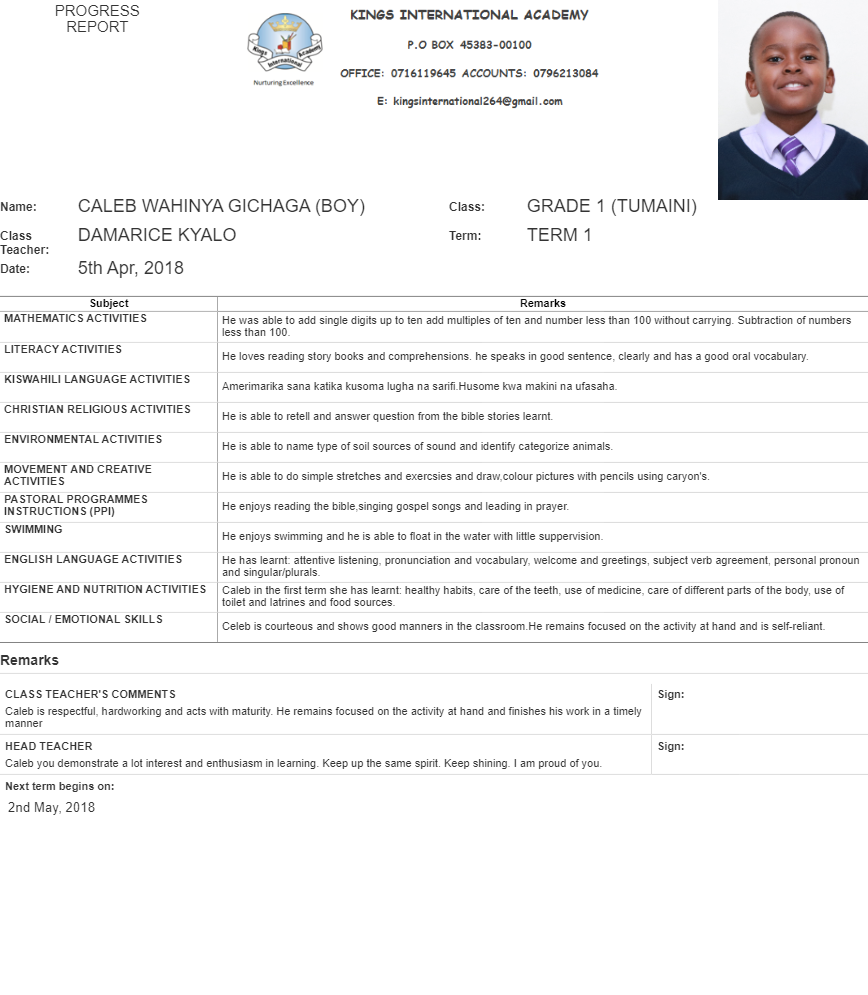 PROGRESS
REPORT
KINGS INTERNATIONAL ACADEMY
P.O BOX 45383-00100
OFFICE: 0716119645 ACCOUNTS: 0796213084
E: kingsinternational264@gmail.com
Kings Academy
International
Nurturing Excellence
Name: CALEB WAHINYA GICHAGA (BOY) Class: GRADE 1 (TUMAINI)
Class Teacher: DAMARICE KYALO Term: TERM 1
Date: 5th Apr, 2018
Subject Remarks
MATHEMATICS ACTIVITIES He was able to add single digits up to ten add multiples of ten and number less than 100 without carrying. Subtraction of numbers
less than 100.
LITERACY ACTIVITIES He loves reading story books and comprehensions. he speaks in good sentence, clearly and has a good oral vocabulary.
KISWAHILI LANGUAGE ACTIVITIES Amerimarika sana katika kusoma lugha na sarifi.Husome kwa makini na ufasaha.
CHRISTIAN RELIGIOUS ACTIVITIES He is able to retell and answer question from the bible stories learnt.
ENVIRONMENTAL ACTIVITIES He is able to name type of soil sources of sound and identify categorize animals.
MOVEMENT AND CREATIVE
ACTIVITIES He is able to do simple stretches and exercsies and draw,colour pictures with pencils using caryon's.
PASTORAL PROGRAMMES
INSTRUCTIONS (PPI) He enjoys reading the bible,singing gospel songs and leading in prayer.
SWIMMING He enjoys swimming and he is able to float in the water with little suppervision.
ENGLISH LANGUAGE ACTIVITIES He has learnt: attentive listening, pronunciation and vocabulary, welcome and greetings, subject verb agreement, personal pronoun
and singular/plurals.
HYGIENE AND NUTRITION ACTIVITIES Caleb in the first term she has learnt: healthy habits, care of the teeth, use of medicine, care of different parts of the body, use of
toilet and latrines and food sources.
SOCIAL / EMOTIONAL SKILLS Celeb is courteous and shows good manners in the classroom.He remains focused on the activity at hand and is self-reliant.
Remarks
CLASS TEACHER'S COMMENTS Sign:
Caleb is respectful, hardworking and acts with maturity. He remains focused on the activity at hand and finishes his work in a timely
manner
HEAD TEACHER Sign:
Caleb you demonstrate a lot interest and enthusiasm in learning. Keep up the same spirit. Keep shining. I am proud of you.
Next term begins on:
2nd May, 2018